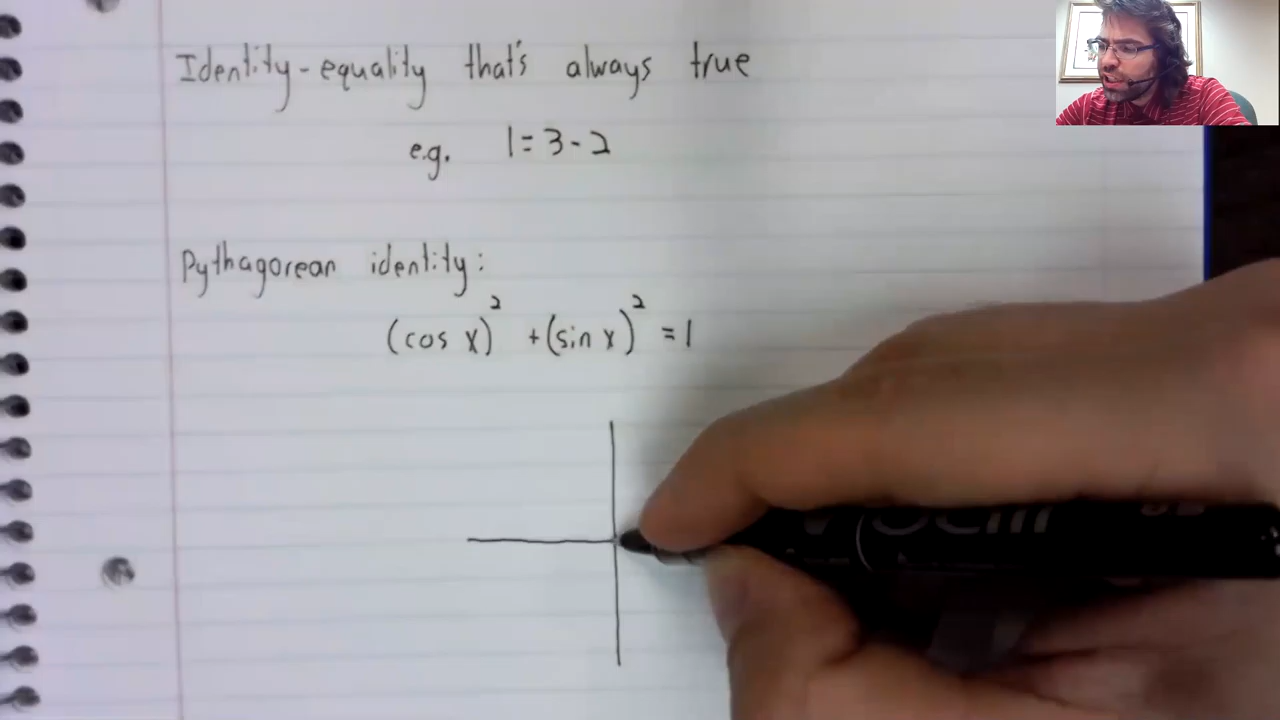 Identity - equality that's always true
e.g. 1 = 3 - 2
Pythagorean identity:
(cos x)² + (sin x)² = 1